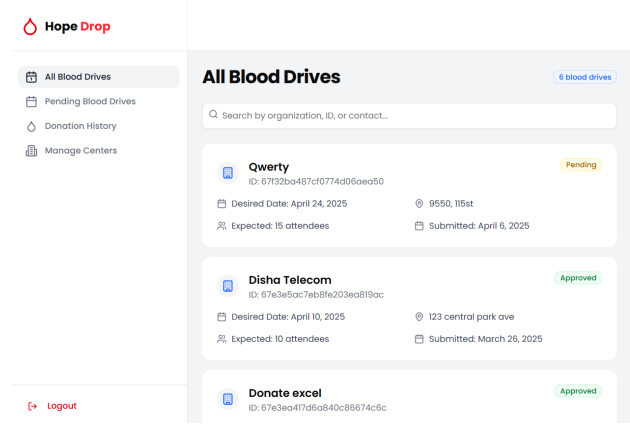 Hope Drop
All Blood Drives
Pending Blood Drives
Donation History
Manage Centers
Logout
All Blood Drives
6 blood drives
Search by organization, ID, or contact...
Qwerty
Pending
ID: 67f32ba487cf0774d06aea50
Desired Date: April 24, 2025
9550, 115st
Expected: 15 attendees
Submitted: April 6, 2025
Disha Telecom
Approved
ID: 67e3e5ac7eb8fe203ea819ac
Desired Date: April 10, 2025
123 central park ave
Expected: 10 attendees
Submitted: March 26, 2025
Donate excel
Approved
ID: 67e3ea417d6a840c86674c6c